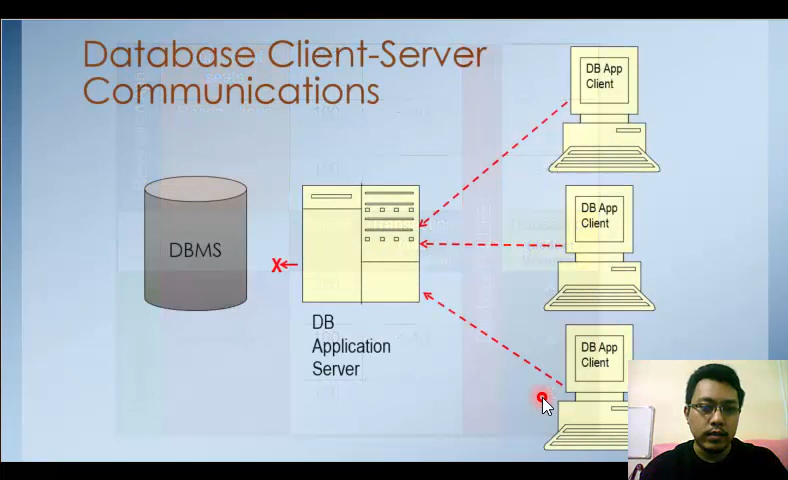 Database Client-Server
Communications
DB App
Client
DBMS
X
DB
Application
Server
DB App
Client
DB App
Client